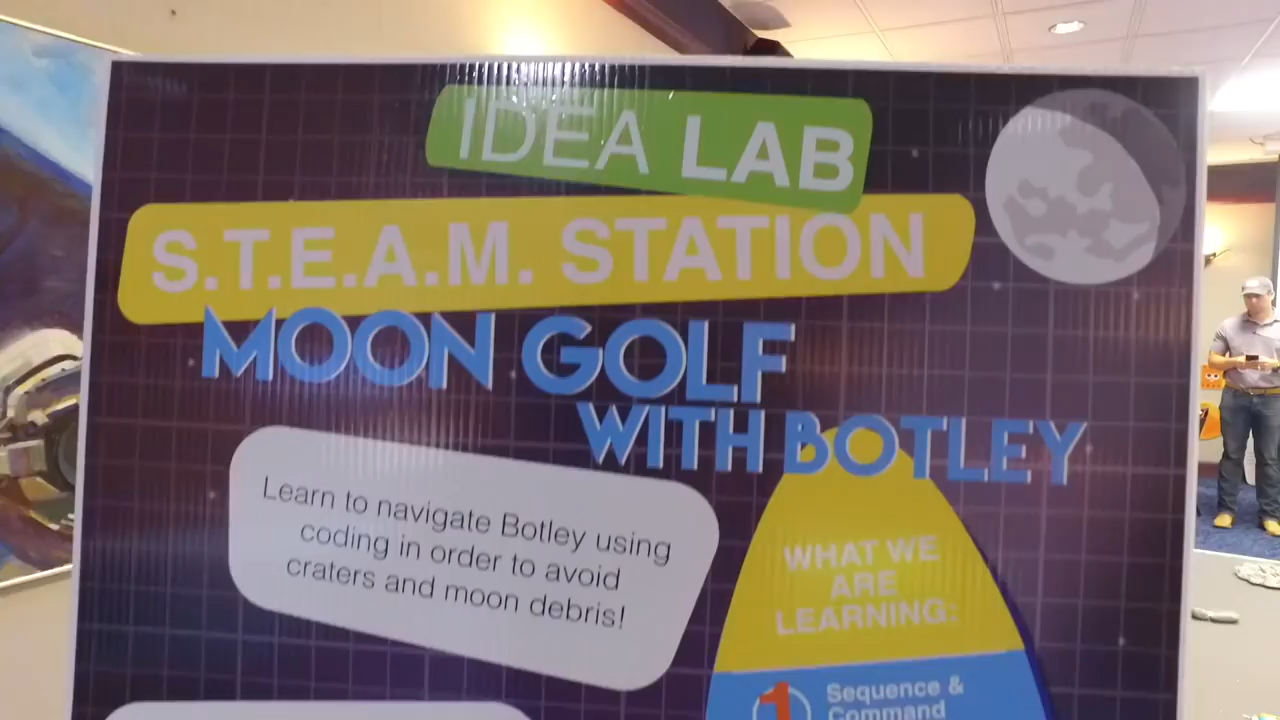 IDEA LAB
S.T.E.A.M. STATION
MOON GOLF
WITH BOTLEY
Learn to navigate Botley using
coding in order to avoid
craters and moon debris!
WHAT WE
ARE
LEARNING:
1 Sequence &
Command